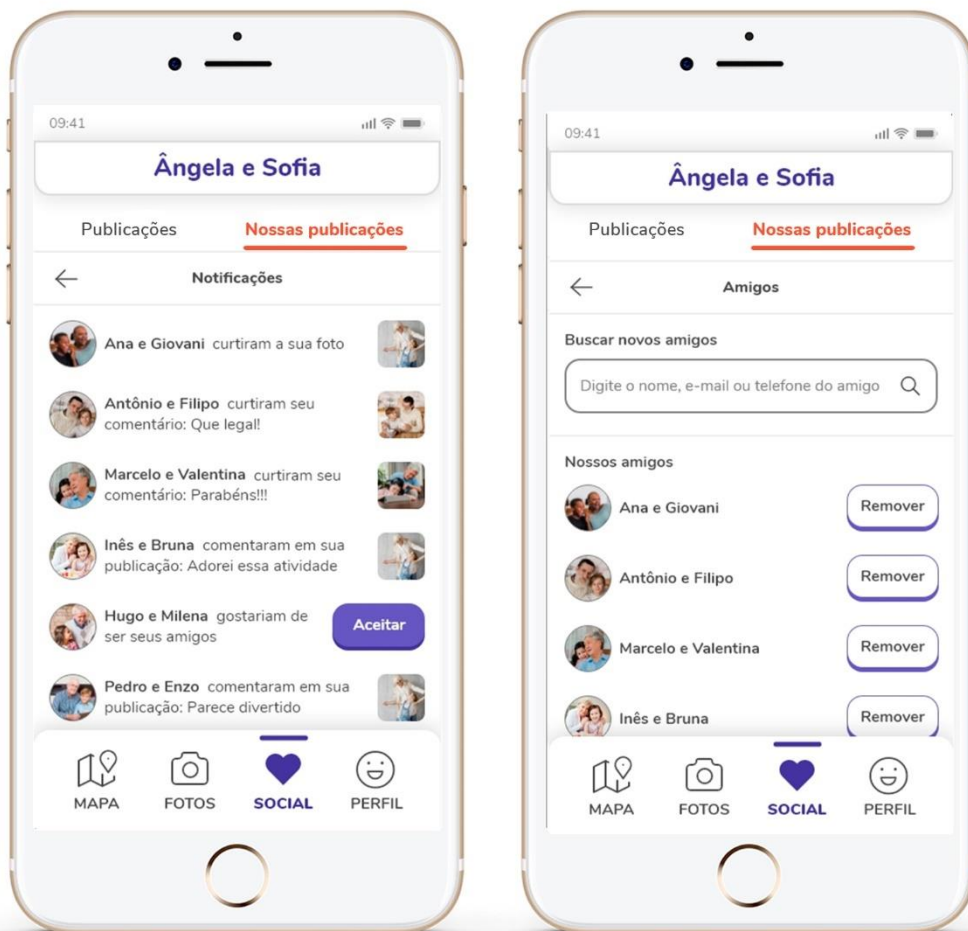 09:41
Ângela e Sofia
Publicações
Nossas publicações
Notificações
Ana e Giovani curtiram a sua foto
Antônio e Filipo curtiram seu
comentário: Que legal!
Marcelo e Valentina curtiram seu
comentário: Parabéns!!!
Inês e Bruna comentaram em sua
publicação: Adorei essa atividade
Hugo e Milena gostariam de
ser seus amigos
Aceitar
Pedro e Enzo comentaram em sua
publicação: Parece divertido
MAPA
FOTOS
SOCIAL
PERFIL
09:41
Ângela e Sofia
Publicações
Nossas publicações
Amigos
Buscar novos amigos
Digite o nome, e-mail ou telefone do amigo
Nossos amigos
Ana e Giovani
Remover
Antônio e Filipo
Remover
Marcelo e Valentina
Remover
Inês e Bruna
Remover
MAPA
FOTOS
SOCIAL
PERFIL